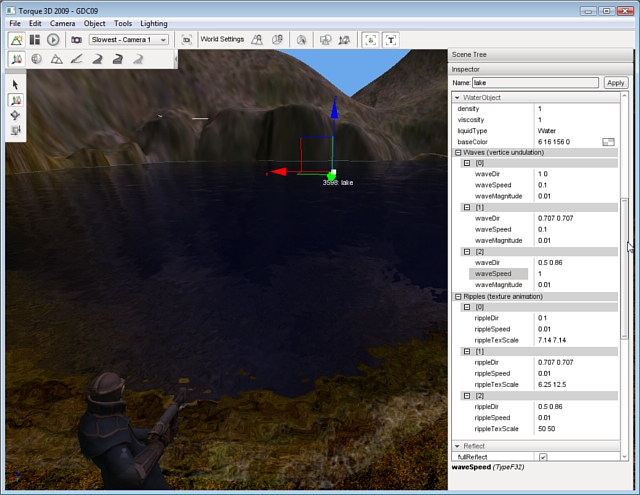 Torque 3D 2009 - GDC09
File Edit Camera Object Tools Lighting
Slowest - Camera 1 World Settings T
Scene Tree
Inspector
Name: lake Apply
WaterObject
density 1
viscosity 1
liquidType Water
baseColor 6 16 156 0
Waves (vertice undulation)
[0]
waveDir 1 0
waveSpeed 0.1
waveMagnitude 0.01
[1]
waveDir 0.707 0.707
waveSpeed 0.1
waveMagnitude 0.01
[2]
waveDir 0.5 0.86
waveSpeed 1
waveMagnitude 0.01
Ripples (texture animation)
[0]
rippleDir 0 1
rippleSpeed 0.01
rippleTexScale 7.14 7.14
[1]
rippleDir 0.707 0.707
rippleSpeed 0.01
rippleTexScale 6.25 12.5
[2]
rippleDir 0.5 0.86
rippleSpeed 0.01
rippleTexScale 50 50
Reflect
fullReflect
waveSpeed (TypeF32)
lake